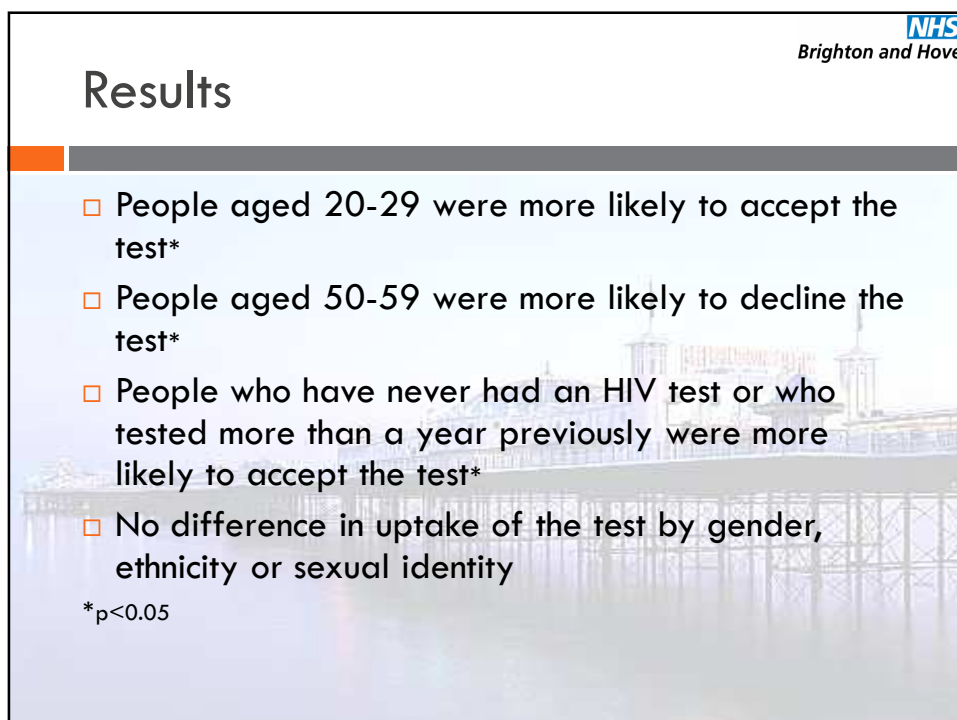 NHS
Brighton and Hove
Results
People aged 20-29 were more likely to accept the
test*
People aged 50-59 were more likely to decline the
test*
People who have never had an HIV test or who
tested more than a year previously were more
likely to accept the test*
No difference in uptake of the test by gender,
ethnicity or sexual identity
*p<0.05